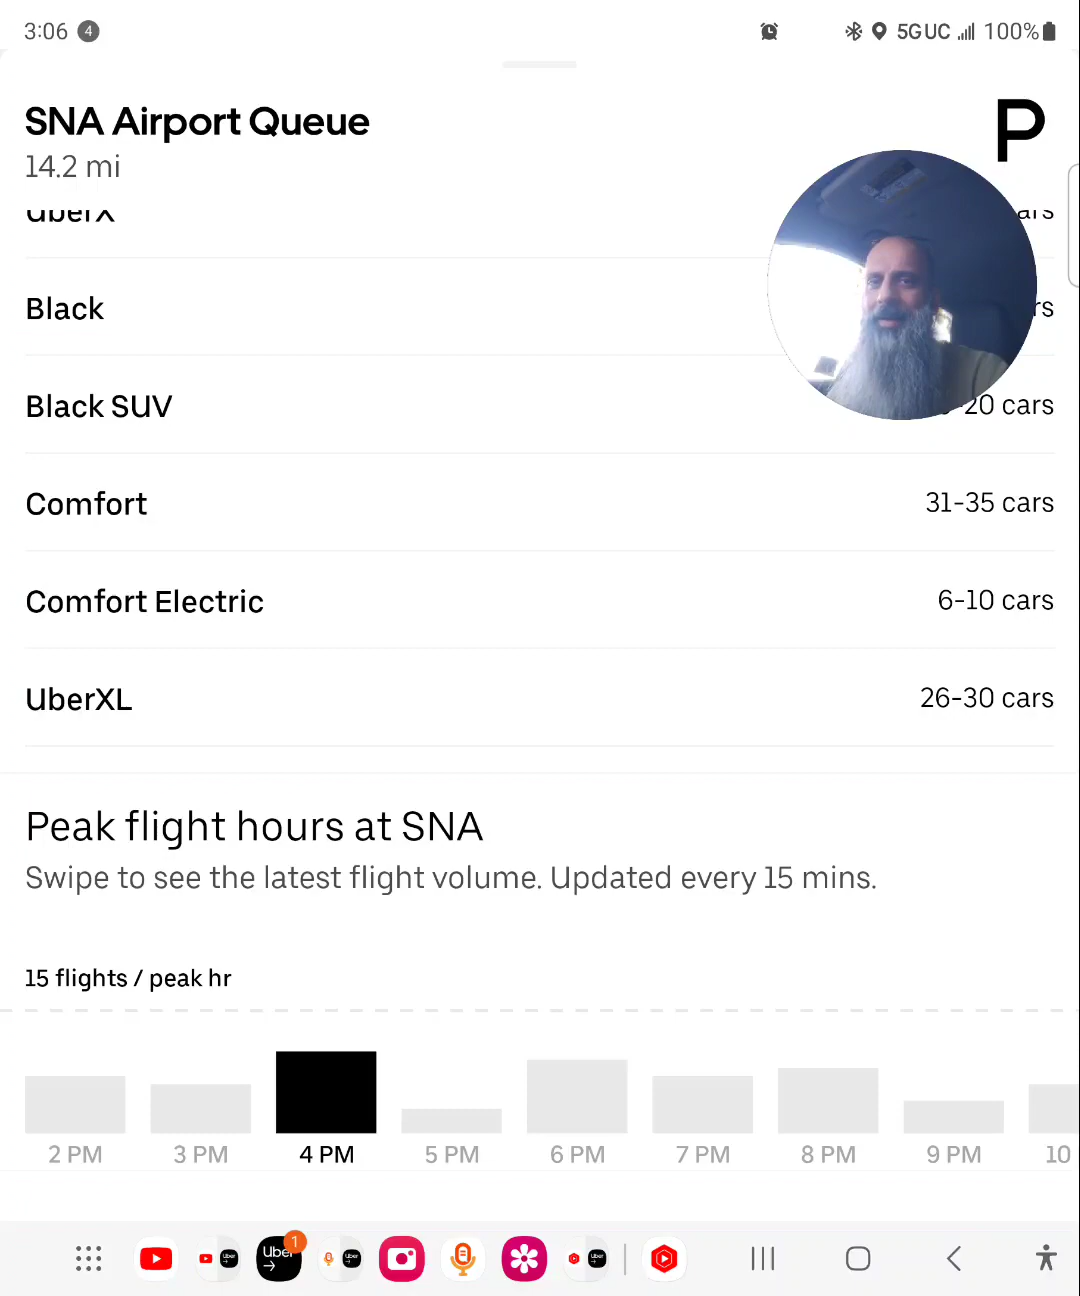 3:06 4
5G UC 100%
SNA Airport Queue
P
14.2 mi
UberX
Black
Black SUV -20 cars
Comfort 31-35 cars
Comfort Electric 6-10 cars
UberXL 26-30 cars
Peak flight hours at SNA
Swipe to see the latest flight volume. Updated every 15 mins.
15 flights / peak hr
2 PM 3 PM 4 PM 5 PM 6 PM 7 PM 8 PM 9 PM 10
Uber 1